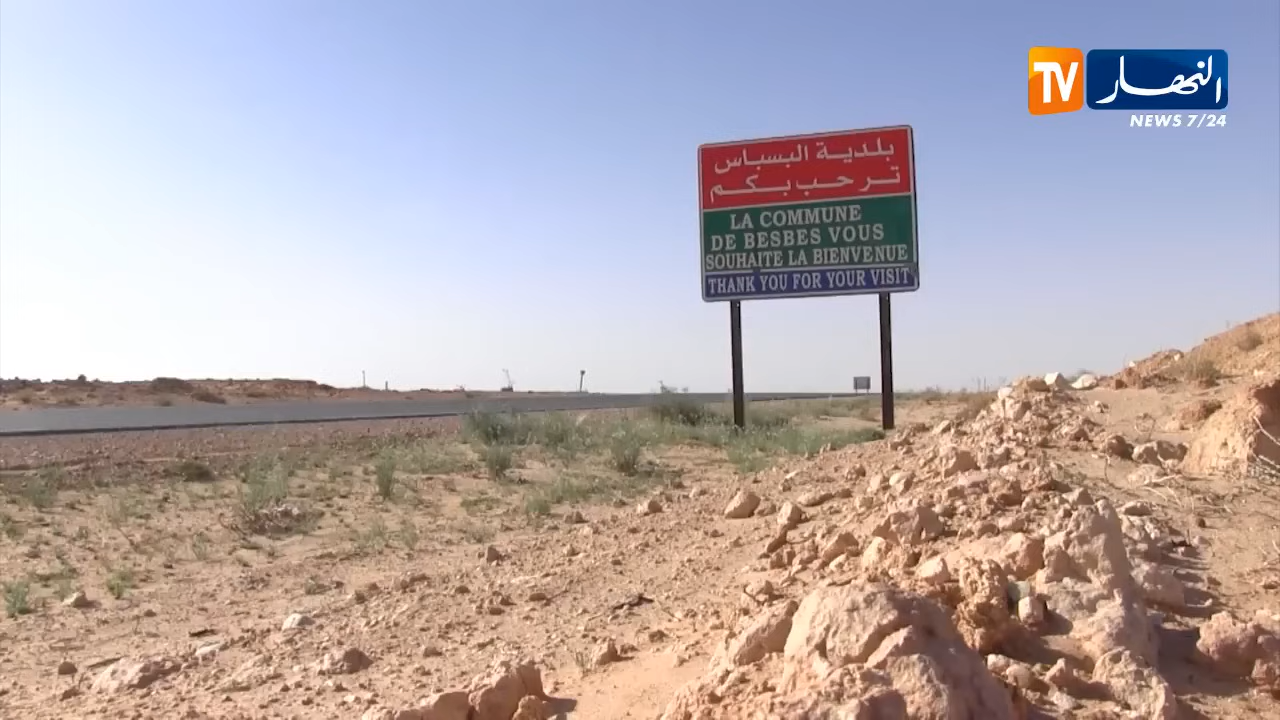 TV النهار
NEWS 7/24
بلدية البسباس
ترحب بكم
LA COMMUNE
DE BESBES VOUS
SOUHAITE LA BIENVENUE
THANK YOU FOR YOUR VISIT